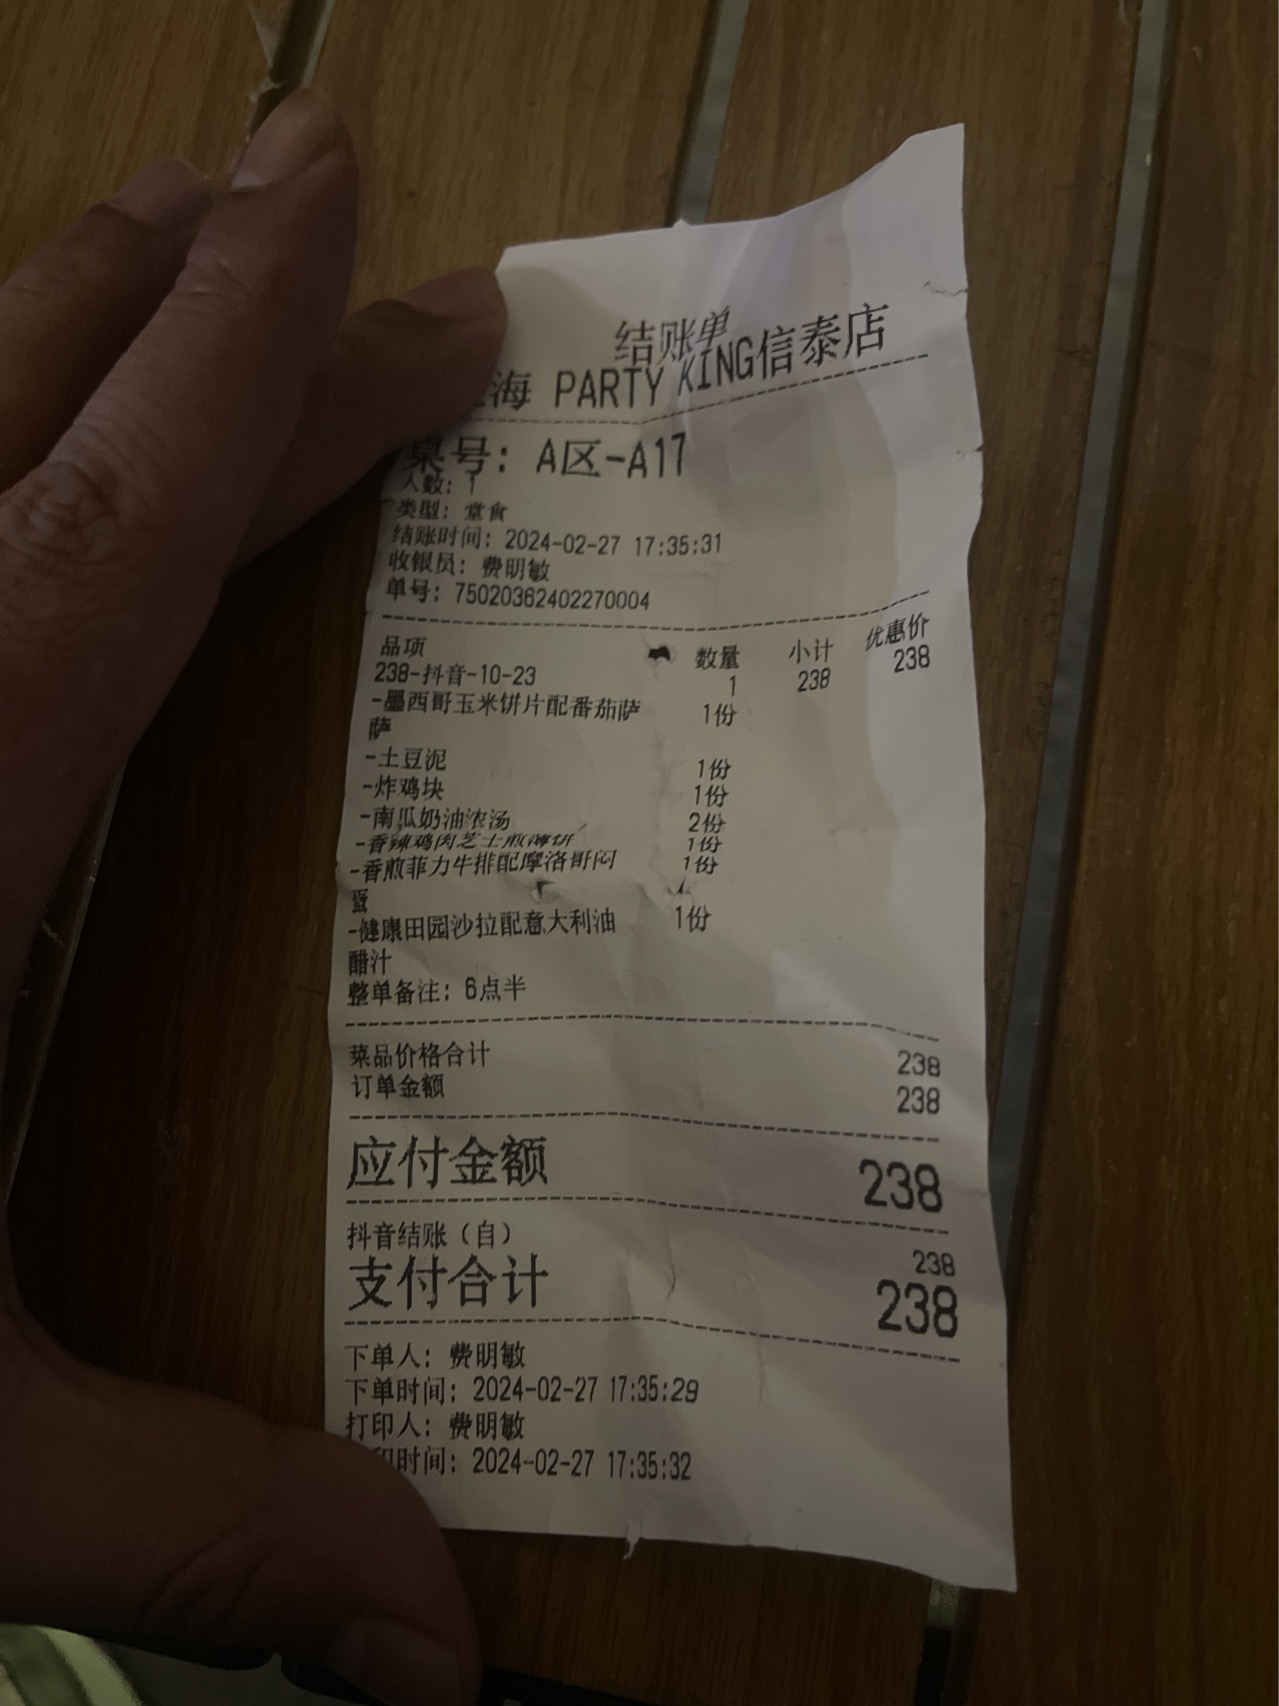 结账单
海 PARTY KING信泰店
桌号: A区-A17
人数: 1
类型: 堂食
结账时间: 2024-02-27 17:35:31
收银员: 费明敏
单号: 75020362402270004
品项 数量 小计 优惠价
238-抖音-10-23 1 238 238
-墨西哥玉米饼片配番茄萨 1份
萨
-土豆泥 1份
-炸鸡块 1份
-南瓜奶油浓汤 2份
-香辣鸡肉芝士煎薄饼 1份
-香煎菲力牛排配摩洛哥闷 1份
蛋
-健康田园沙拉配意大利油 1份
醋汁
整单备注: 6点半
菜品价格合计 238
订单金额 238
应付金额 238
抖音结账（自） 238
支付合计 238
下单人: 费明敏
下单时间: 2024-02-27 17:35:29
打印人: 费明敏
印时间: 2024-02-27 17:35:32